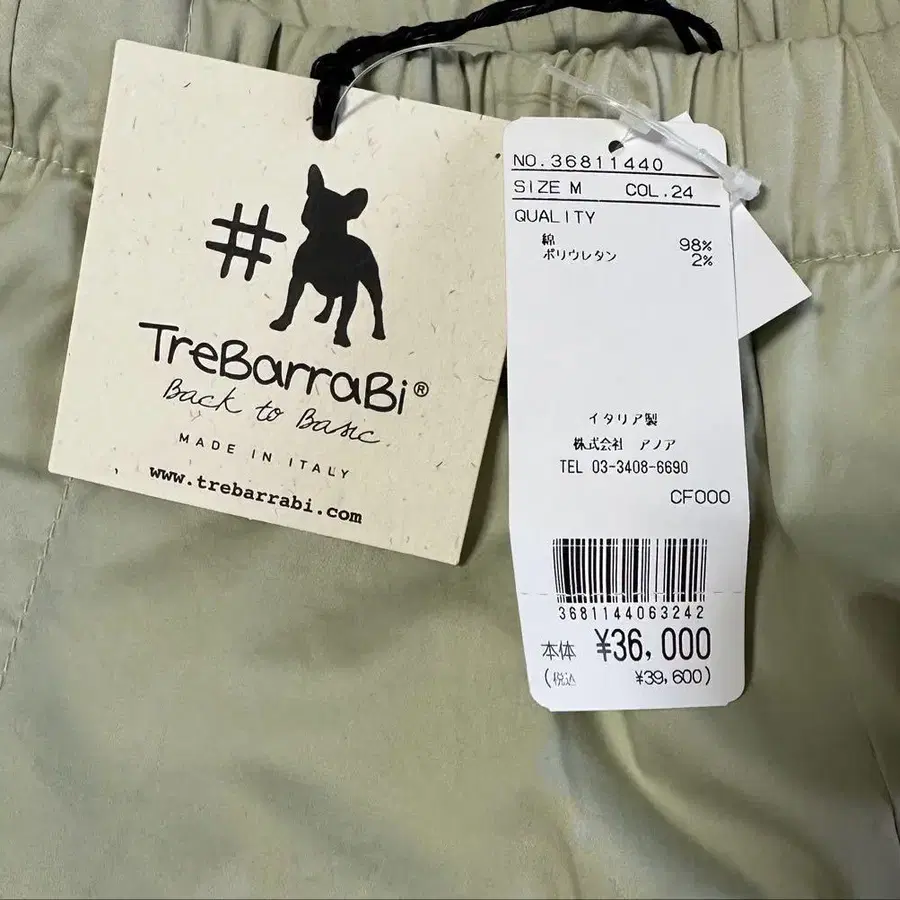 #
TreBarraBi®
Back to Basic
MADE IN ITALY
www.trebarrabi.com
NO.36811440
SIZE M COL.24
QUALITY
綿 98%
ポリウレタン 2%
イタリア製
株式会社 アノア
TEL 03-3408-6690
CF000
3681144063242
本体 ¥36,000
(税込 ¥39,600)